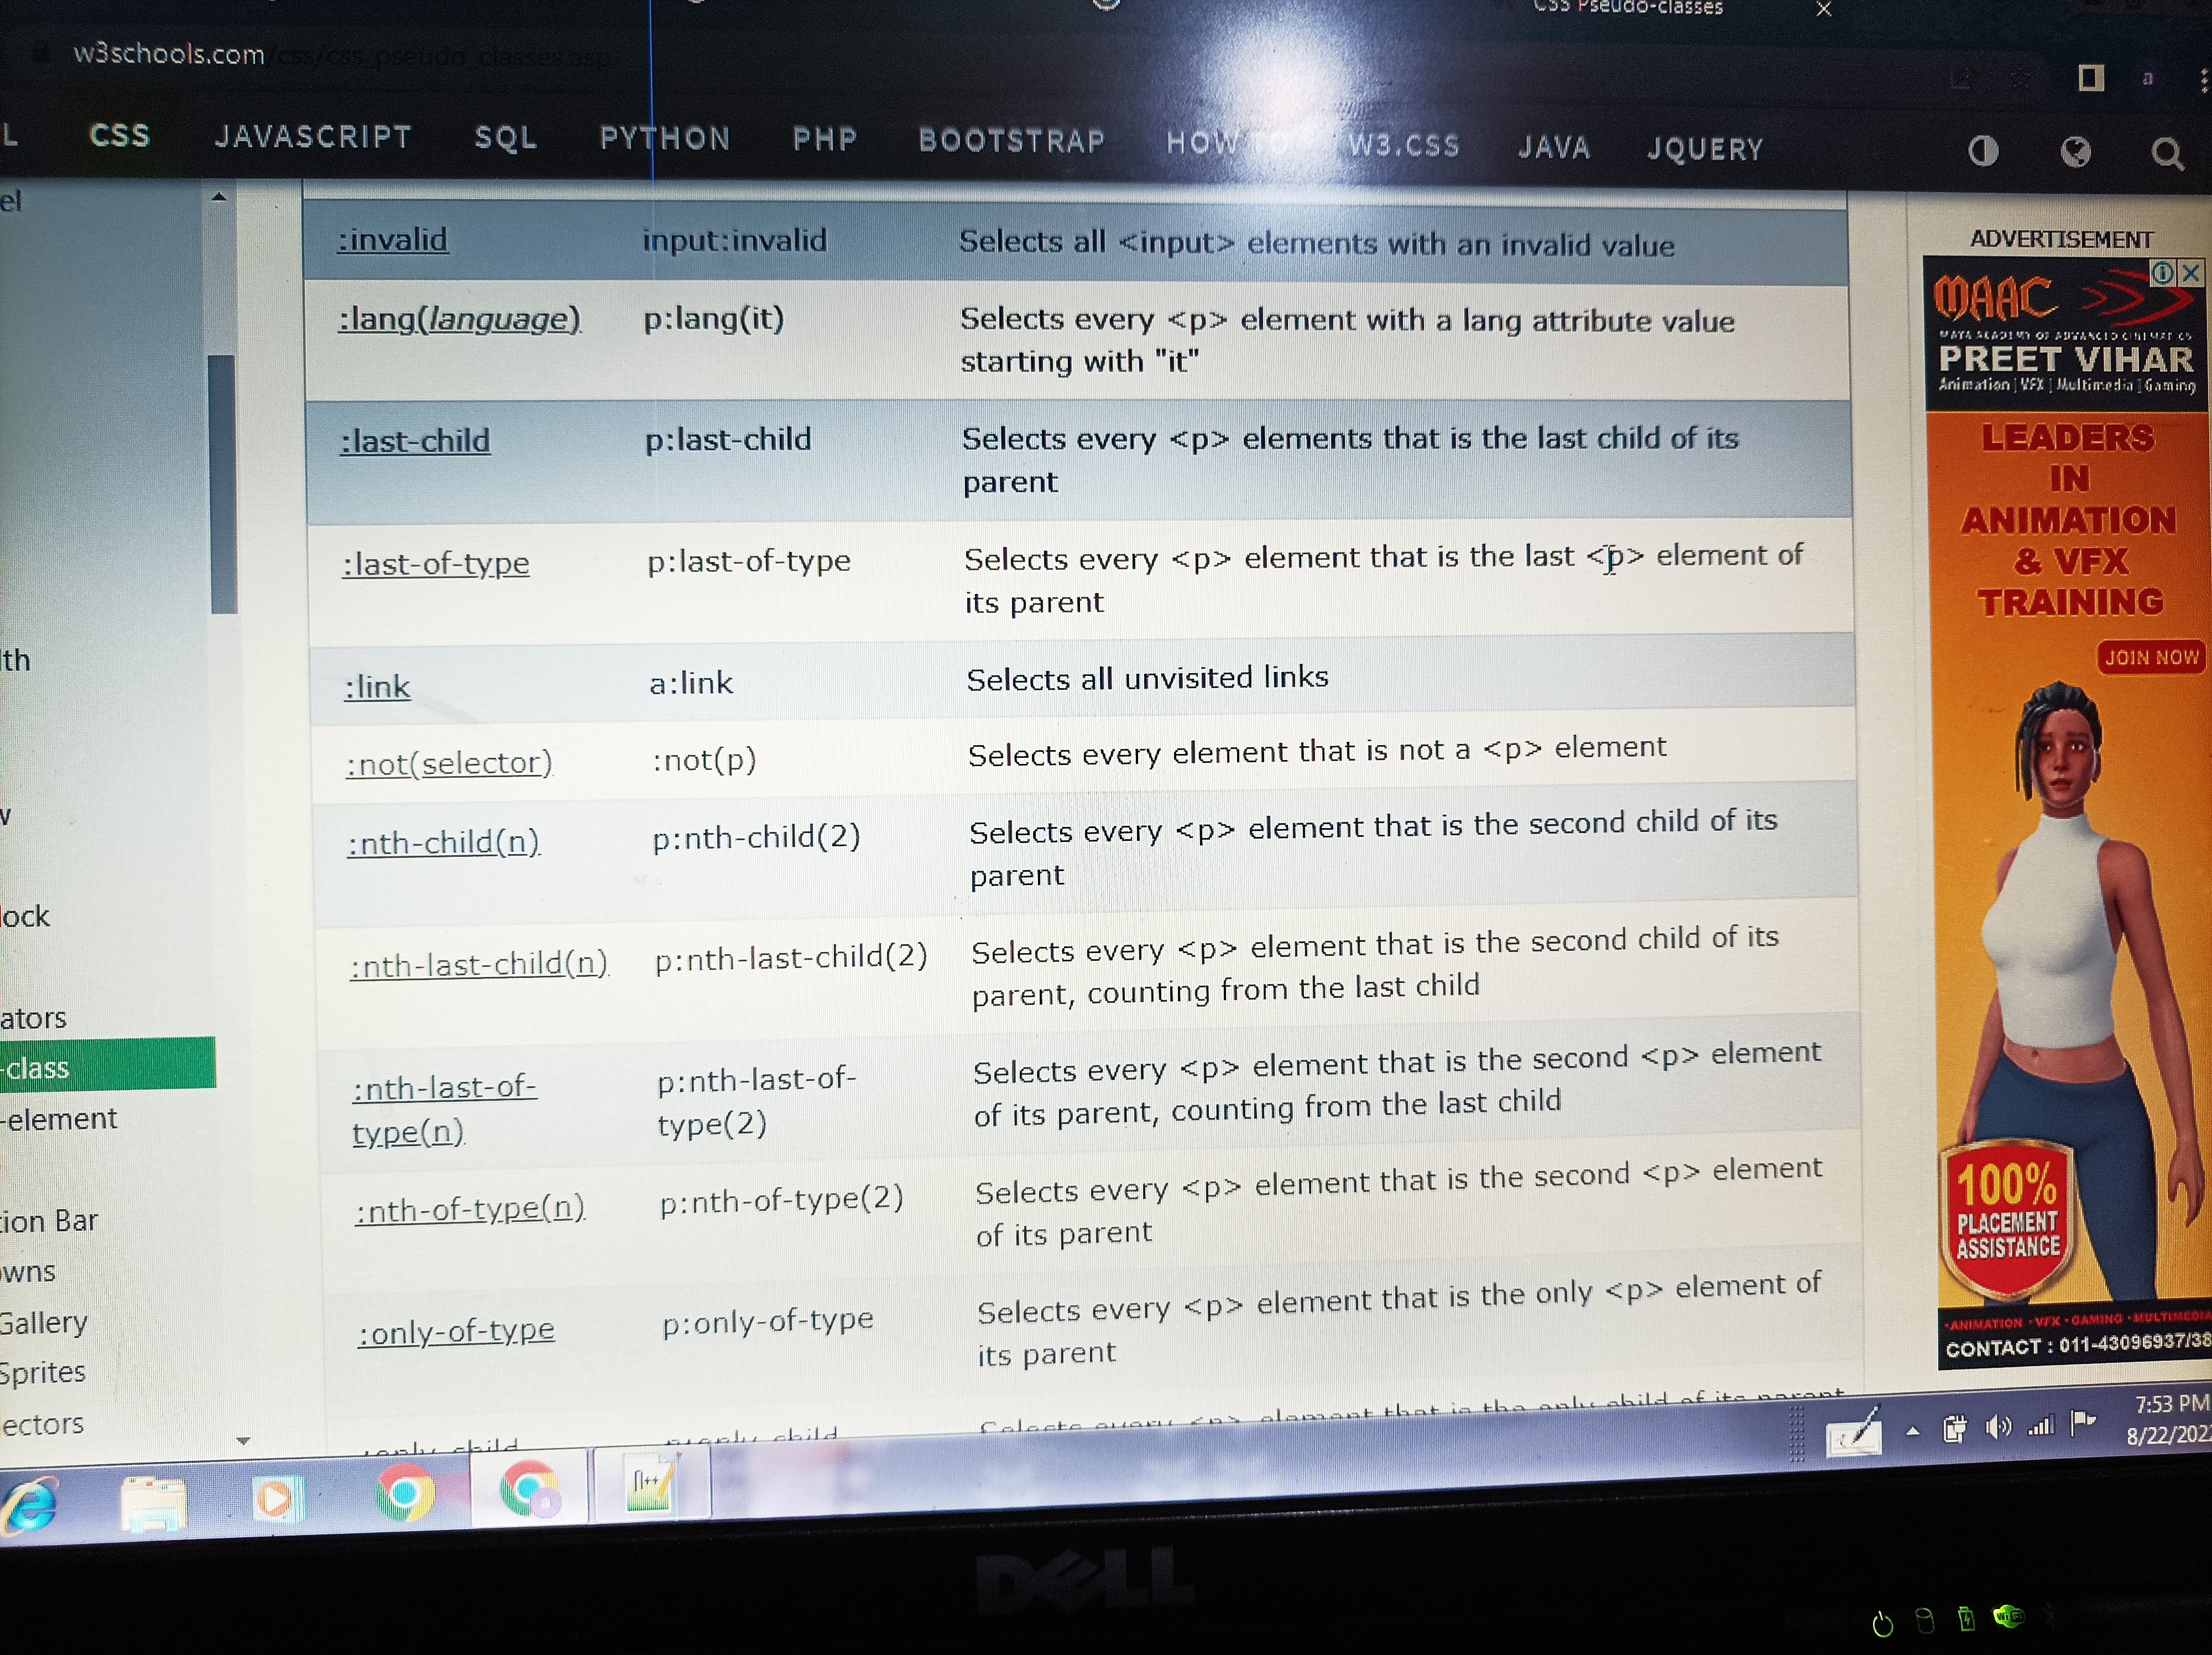 CSS Pseudo-classes
w3schools.com/css/css_pseudo_classes.asp
L CSS JAVASCRIPT SQL PYTHON PHP BOOTSTRAP HOW TO W3.CSS JAVA JQUERY
:invalid input:invalid Selects all <input> elements with an invalid value
:lang(language) p:lang(it) Selects every <p> element with a lang attribute value
starting with "it"
:last-child p:last-child Selects every <p> elements that is the last child of its
parent
:last-of-type p:last-of-type Selects every <p> element that is the last <p> element of
its parent
:link a:link Selects all unvisited links
:not(selector) :not(p) Selects every element that is not a <p> element
:nth-child(n) p:nth-child(2) Selects every <p> element that is the second child of its
parent
:nth-last-child(n) p:nth-last-child(2) Selects every <p> element that is the second child of its
parent, counting from the last child
:nth-last-of- p:nth-last-of- Selects every <p> element that is the second <p> element
type(n) type(2) of its parent, counting from the last child
:nth-of-type(n) p:nth-of-type(2) Selects every <p> element that is the second <p> element
of its parent
:only-of-type p:only-of-type Selects every <p> element that is the only <p> element of
its parent
:only-child p:only-child Selects every <p> element that is the only child of its parent
el
lth
w
lock
ators
-class
-element
tion Bar
owns
Gallery
Sprites
ectors
ADVERTISEMENT
MAAC
MAYA ACADEMY OF ADVANCED CINEMATICS
PREET VIHAR
Animation | VFX | Multimedia | Gaming
LEADERS
IN
ANIMATION
& VFX
TRAINING
JOIN NOW
100%
PLACEMENT
ASSISTANCE
•ANIMATION •VFX •GAMING •MULTIMEDIA
CONTACT : 011-43096937/38
7:53 PM
8/22/202
DELL
WiFi